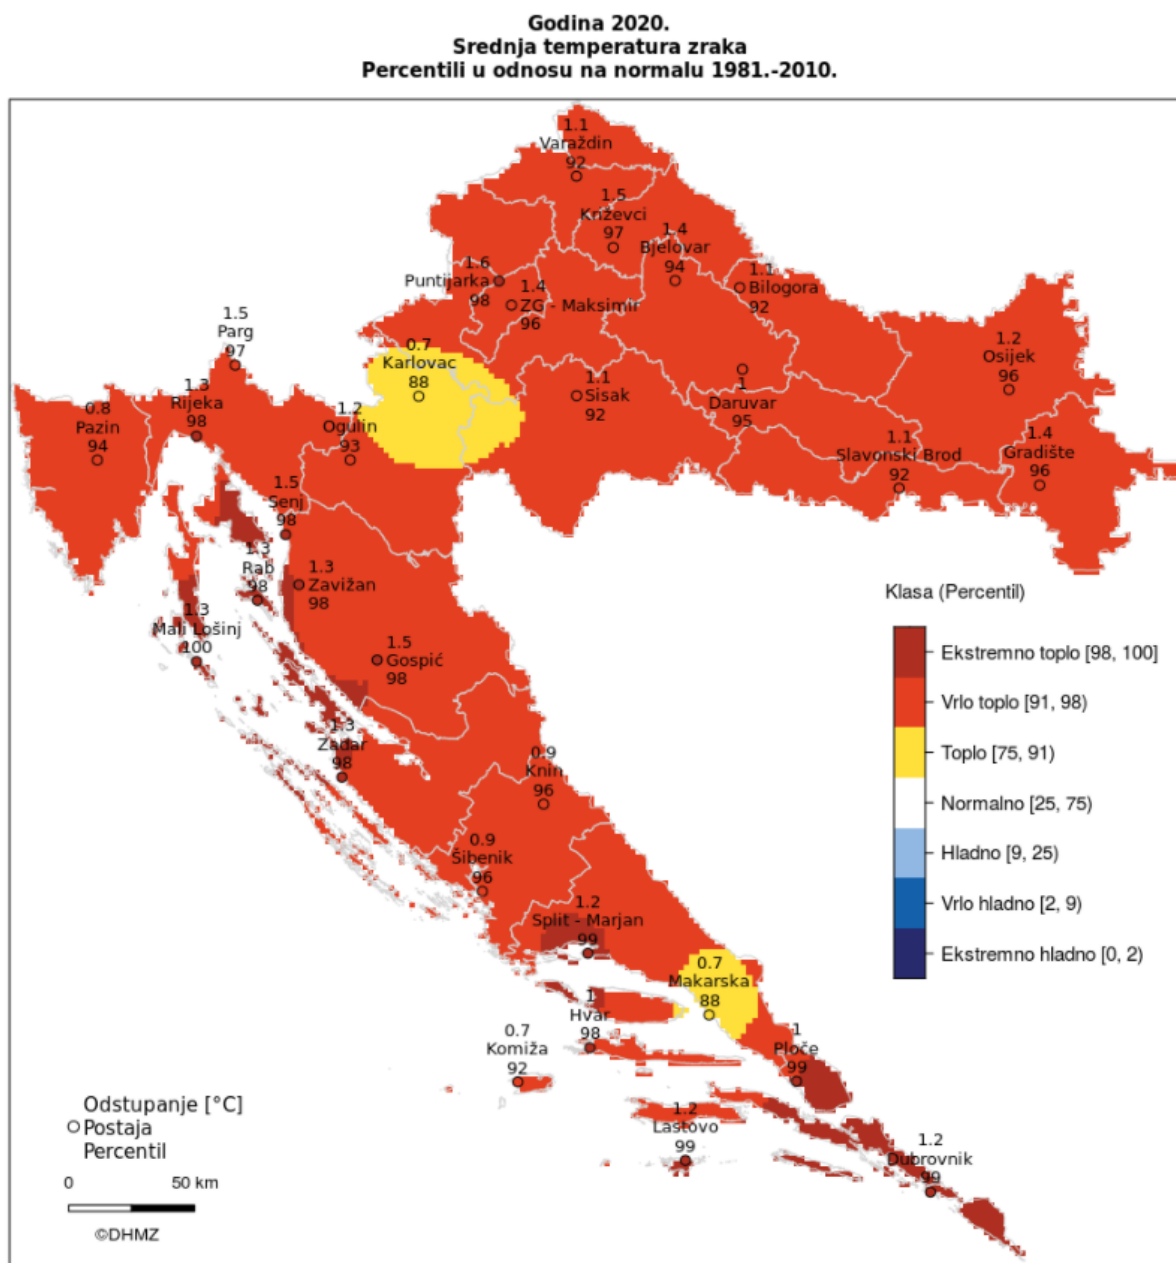 Godina 2020.
Srednja temperatura zraka
Percentili u odnosu na normalu 1981.-2010.
1.1
Varaždin
92
1.5
Križevci
97
1.4
Bjelovar
94
1.1
Bilogora
92
1.6
Puntijarka
98
1.4
ZG - Maksimir
96
1.5
Parg
97
0.7
Karlovac
88
1.2
Osijek
96
1.3
Rijeka
98
0.8
Pazin
94
1.2
Ogulin
93
1.1
Sisak
92
1
Daruvar
95
1.1
Slavonski Brod
92
1.4
Gradište
96
1.5
Senj
98
1.3
Rab
98
1.3
Zavižan
98
1.3
Mali Lošinj
100
1.5
Gospić
98
1.3
Zadar
98
0.9
Knin
96
0.9
Šibenik
96
1.2
Split - Marjan
99
0.7
Makarska
88
1
Hvar
98
0.7
Komiža
92
1
Ploče
99
1.2
Lastovo
99
1.2
Dubrovnik
99
Klasa (Percentil)
Ekstremno toplo [98, 100]
Vrlo toplo [91, 98)
Toplo [75, 91)
Normalno [25, 75)
Hladno [9, 25)
Vrlo hladno [2, 9)
Ekstremno hladno [0, 2)
Odstupanje [°C]
Postaja
Percentil
0 50 km
©DHMZ